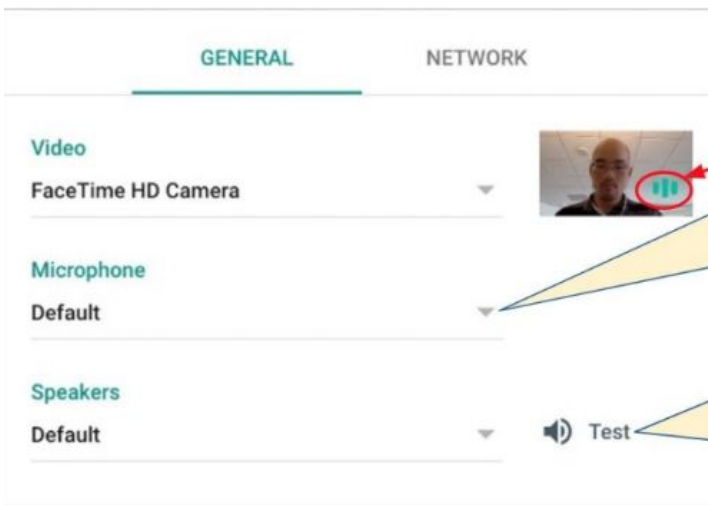 GENERAL NETWORK
Video
FaceTime HD Camera
Microphone
Default
Speakers
Default
Test